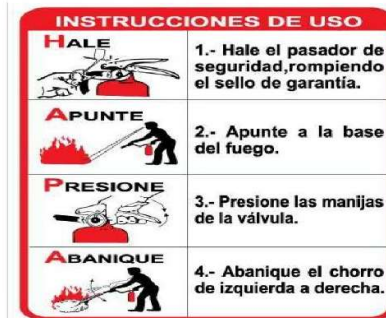 INSTRUCCIONES DE USO
HALE
1.- Hale el pasador de
seguridad,rompiendo
el sello de garantía.
APUNTE
2.- Apunte a la base
del fuego.
PRESIONE
3.- Presione las manijas
de la válvula.
ABANIQUE
4.- Abanique el chorro
de izquierda a derecha.